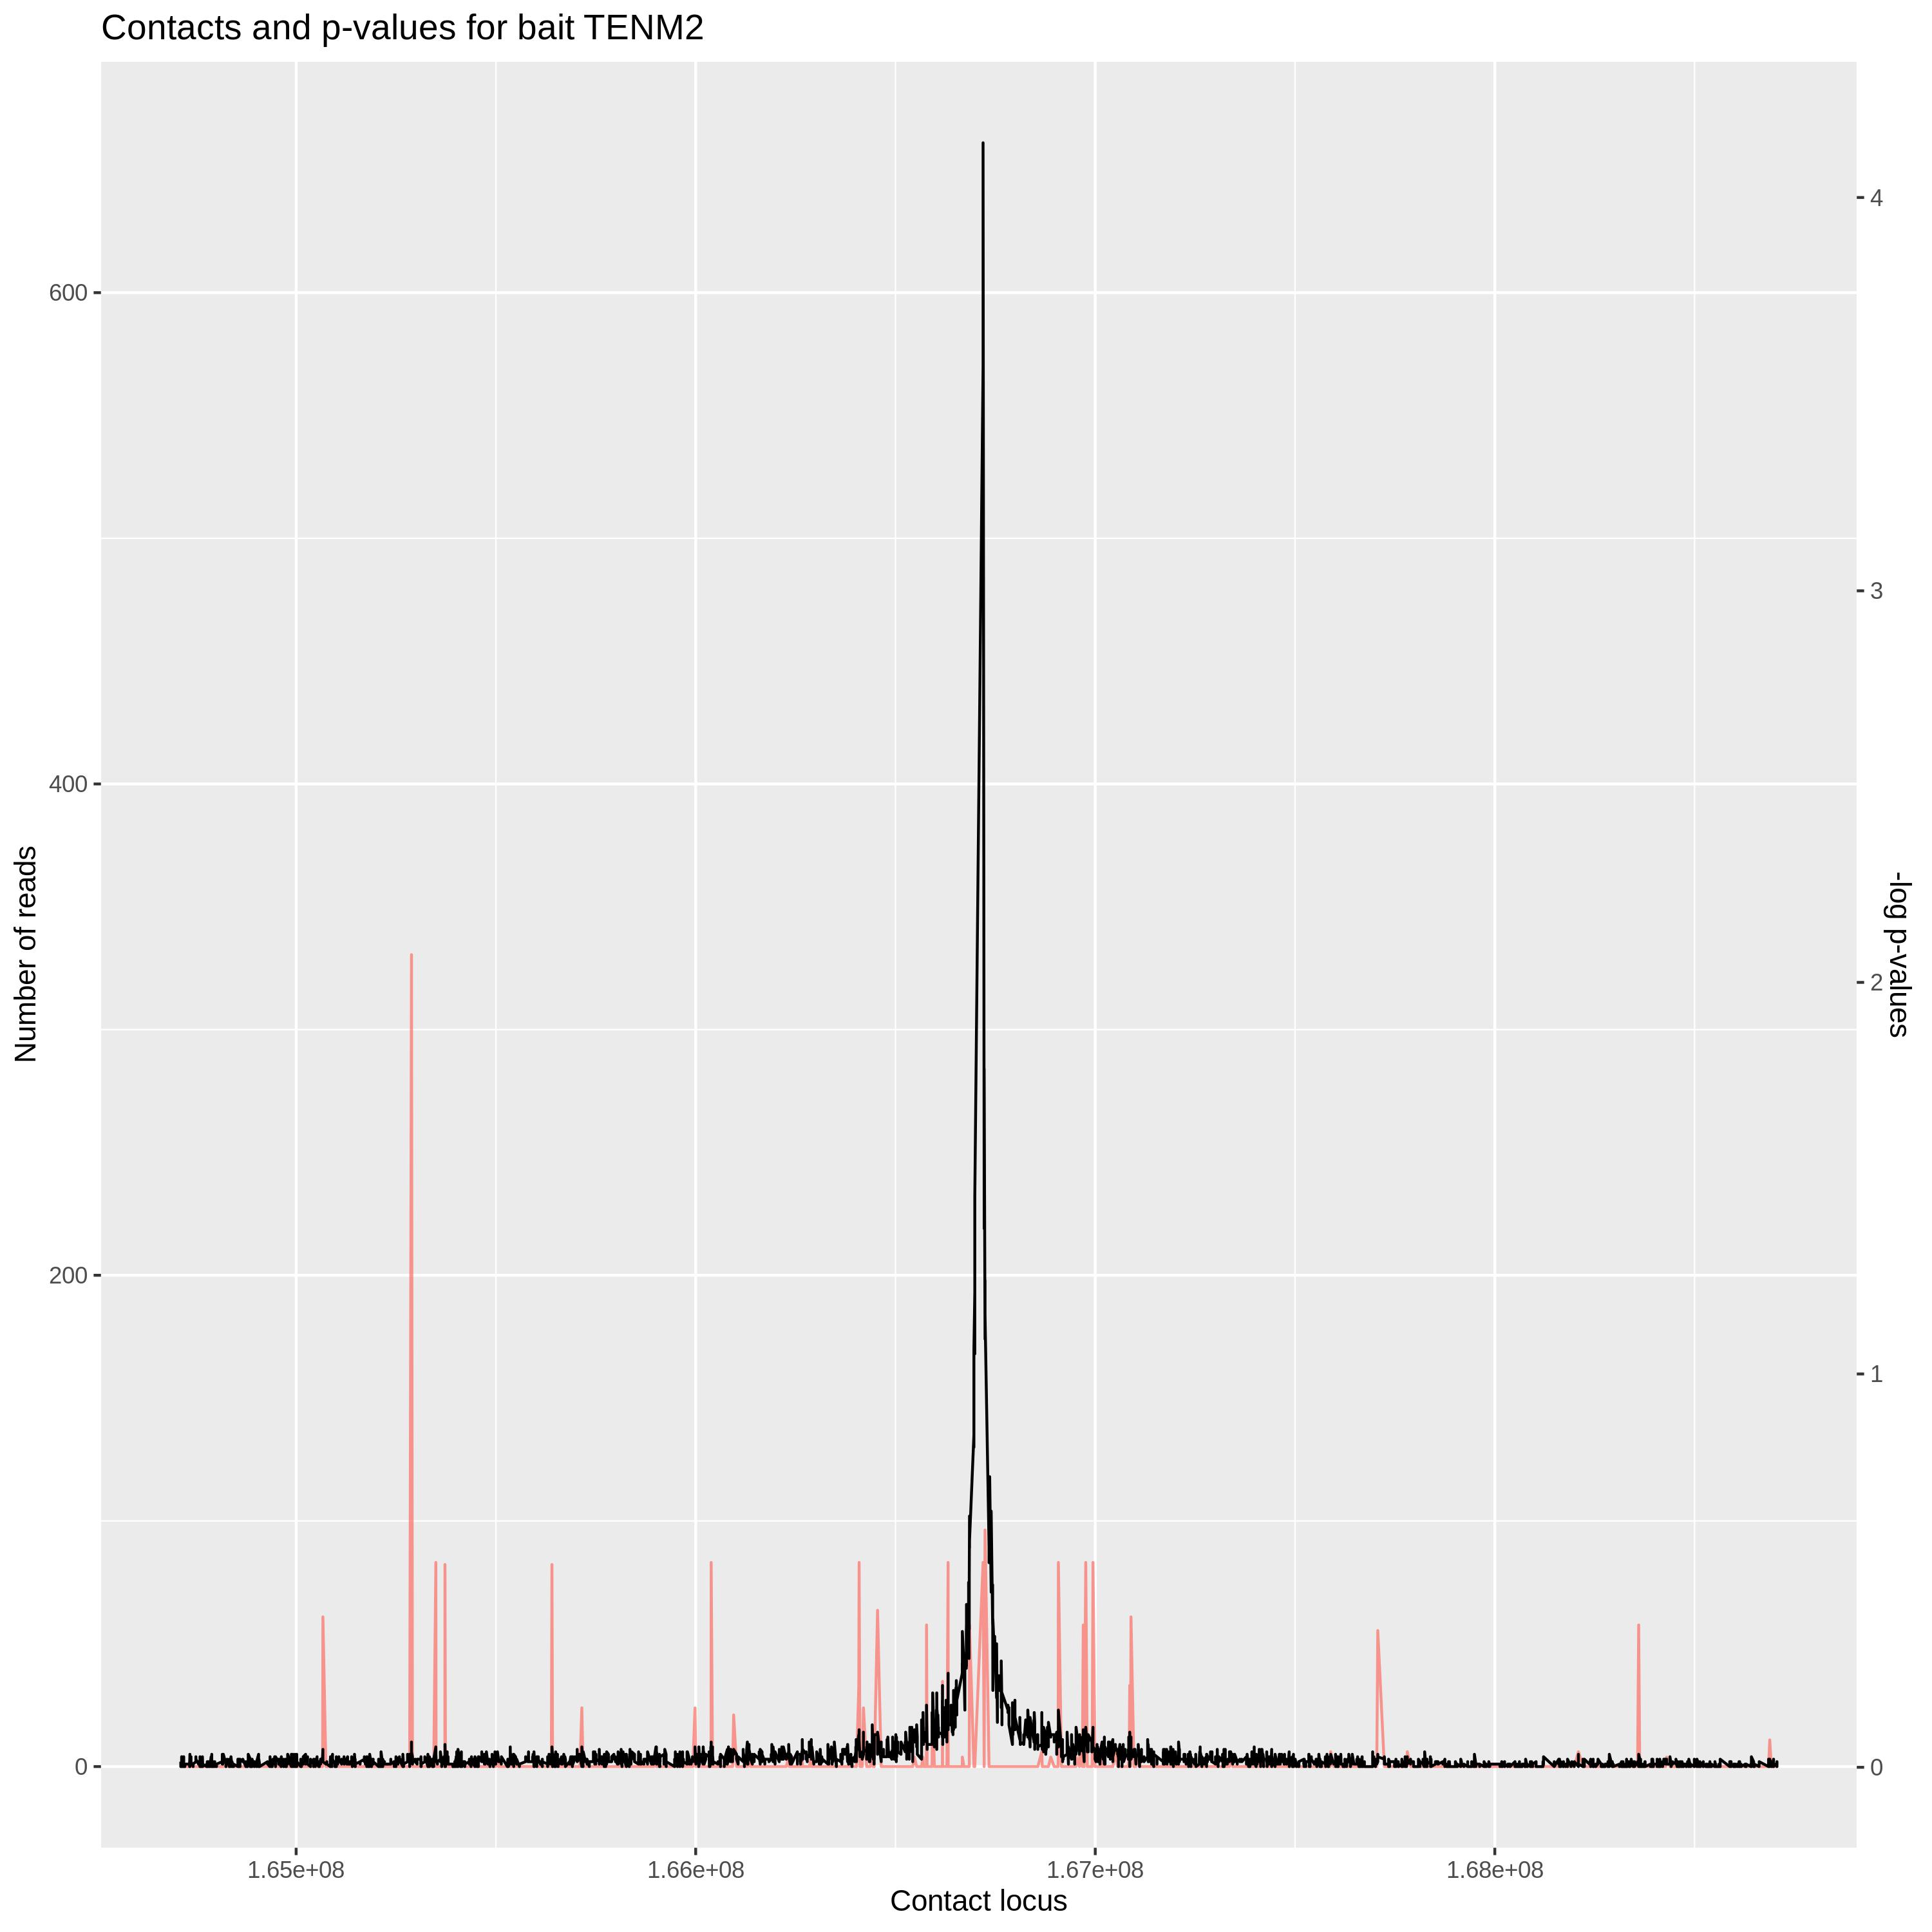 Contacts and p-values for bait TENM2
Number of reads
600
400
200
0
4
3
2
1
0
-log p-values
1.65e+08
1.66e+08
1.67e+08
1.68e+08
Contact locus